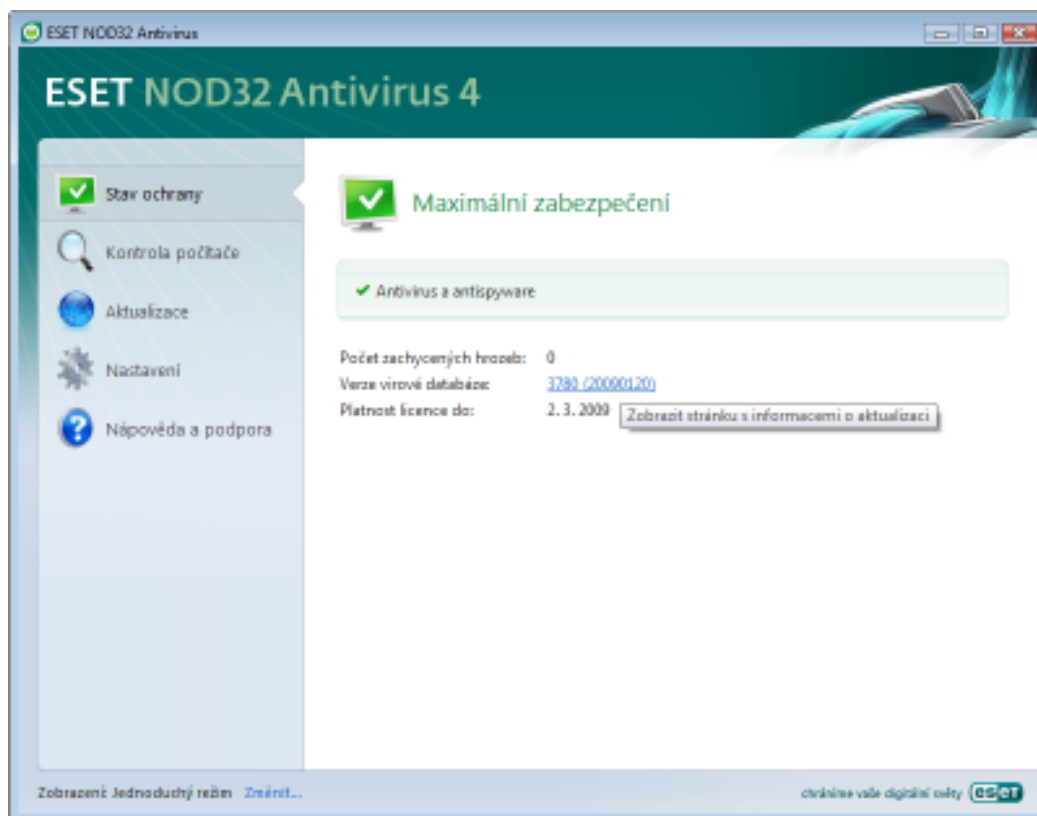 ESET NOD32 Antivirus
ESET NOD32 Antivirus 4
Stav ochrany
Kontrola počítače
Aktualizace
Nastavení
Nápověda a podpora
Maximální zabezpečení
Antivirus a antispyware
Počet zachycených hrozeb: 0
Verze virové databáze: 3780 (20090120)
Platnost licence do: 2. 3. 2009
Zobrazit stránku s informacemi o aktualizaci
Zobrazení: Jednoduchý režim Změnit...
chráníme vaše digitální světy eset